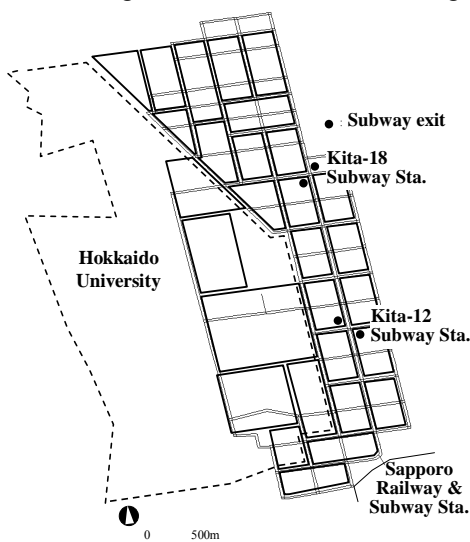 : Subway exit
Kita-18
Subway Sta.
Hokkaido
University
Kita-12
Subway Sta.
Sapporo
Railway &
Subway Sta.
0 500m